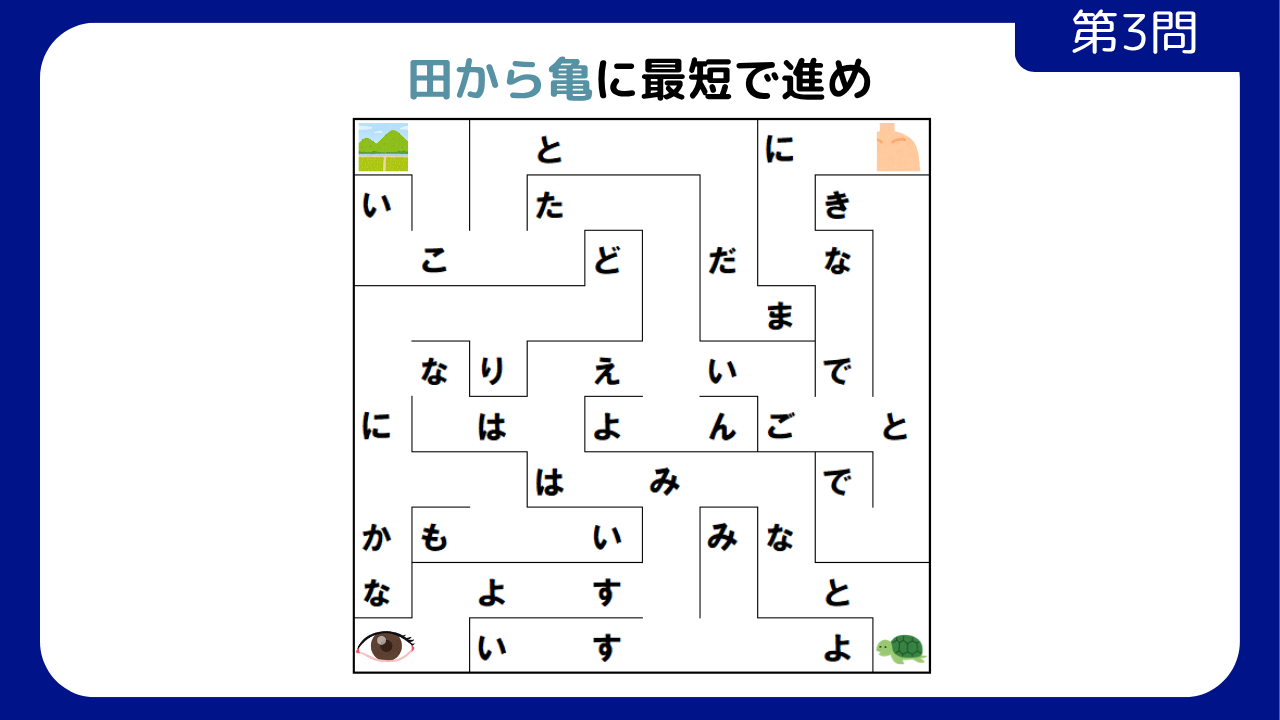 第3問
田から亀に最短で進め
と に
い た き
こ ど だ な
ま
な り え い で
に は よ ん ご と
は み で
か も い み な
な よ す と
い す よ